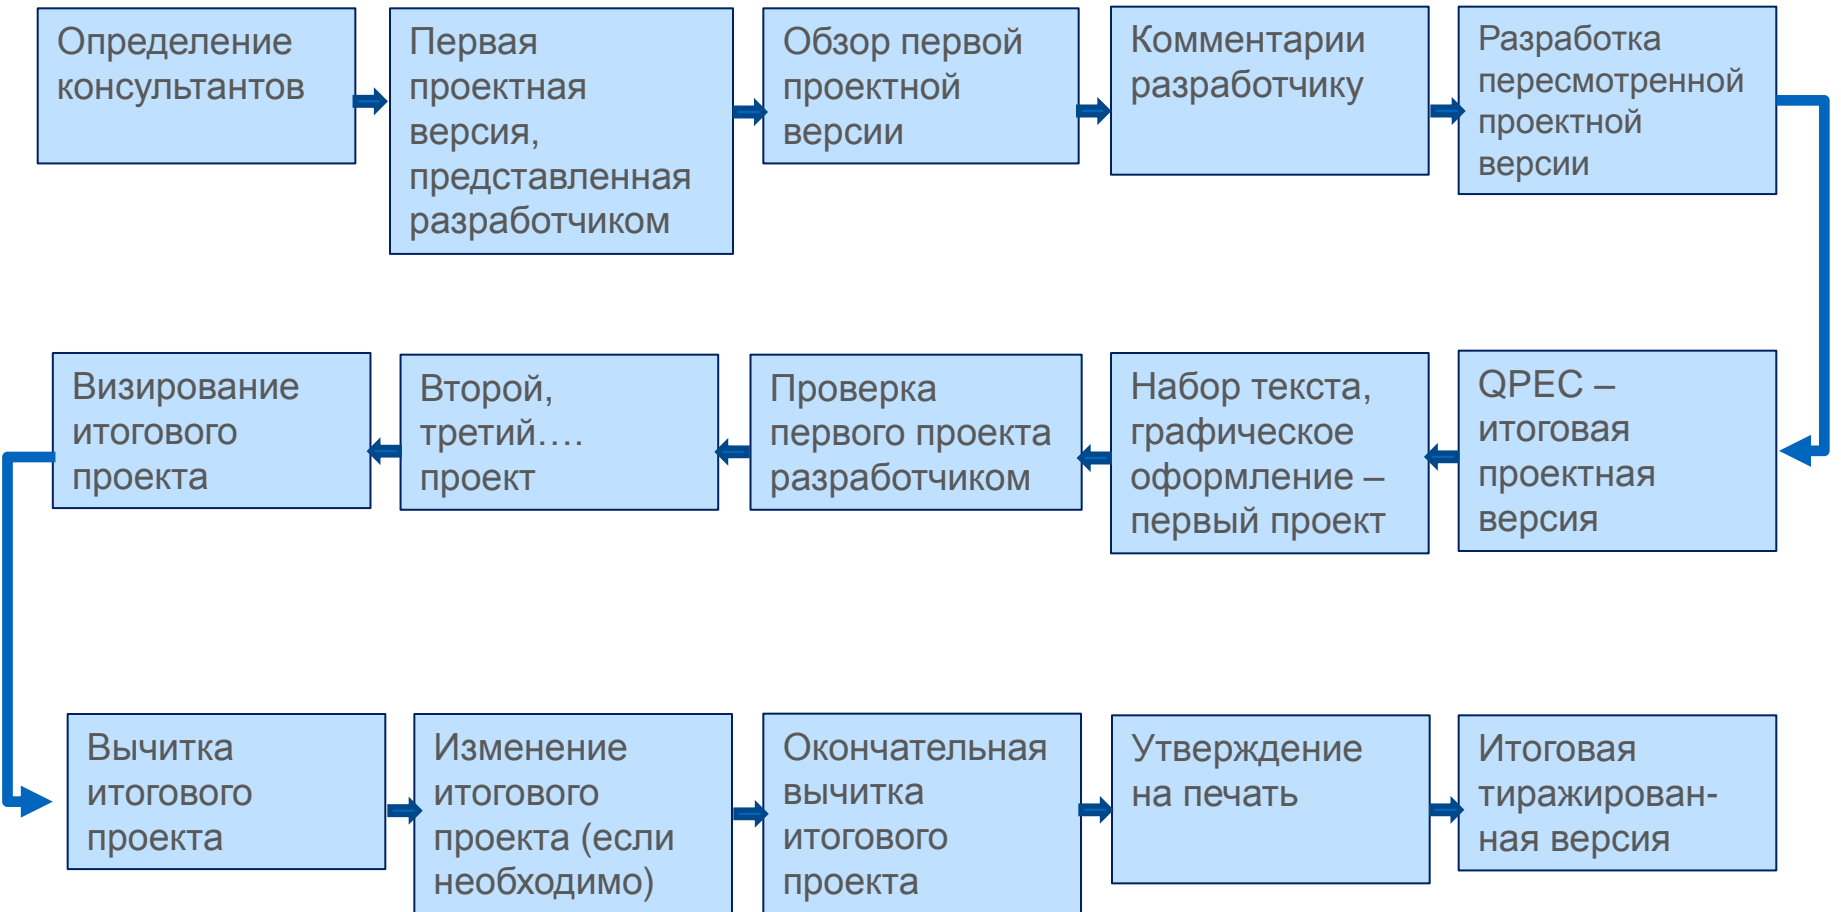 Определение
консультантов
Первая
проектная
версия,
представленная
разработчиком
Обзор первой
проектной
версии
Комментарии
разработчику
Разработка
пересмотренной
проектной
версии
QPEC –
итоговая
проектная
версия
Набор текста,
графическое
оформление –
первый проект
Проверка
первого проекта
разработчиком
Второй,
третий….
проект
Визирование
итогового
проекта
Вычитка
итогового
проекта
Изменение
итогового
проекта (если
необходимо)
Окончательная
вычитка
итогового
проекта
Утверждение
на печать
Итоговая
тиражирован-
ная версия